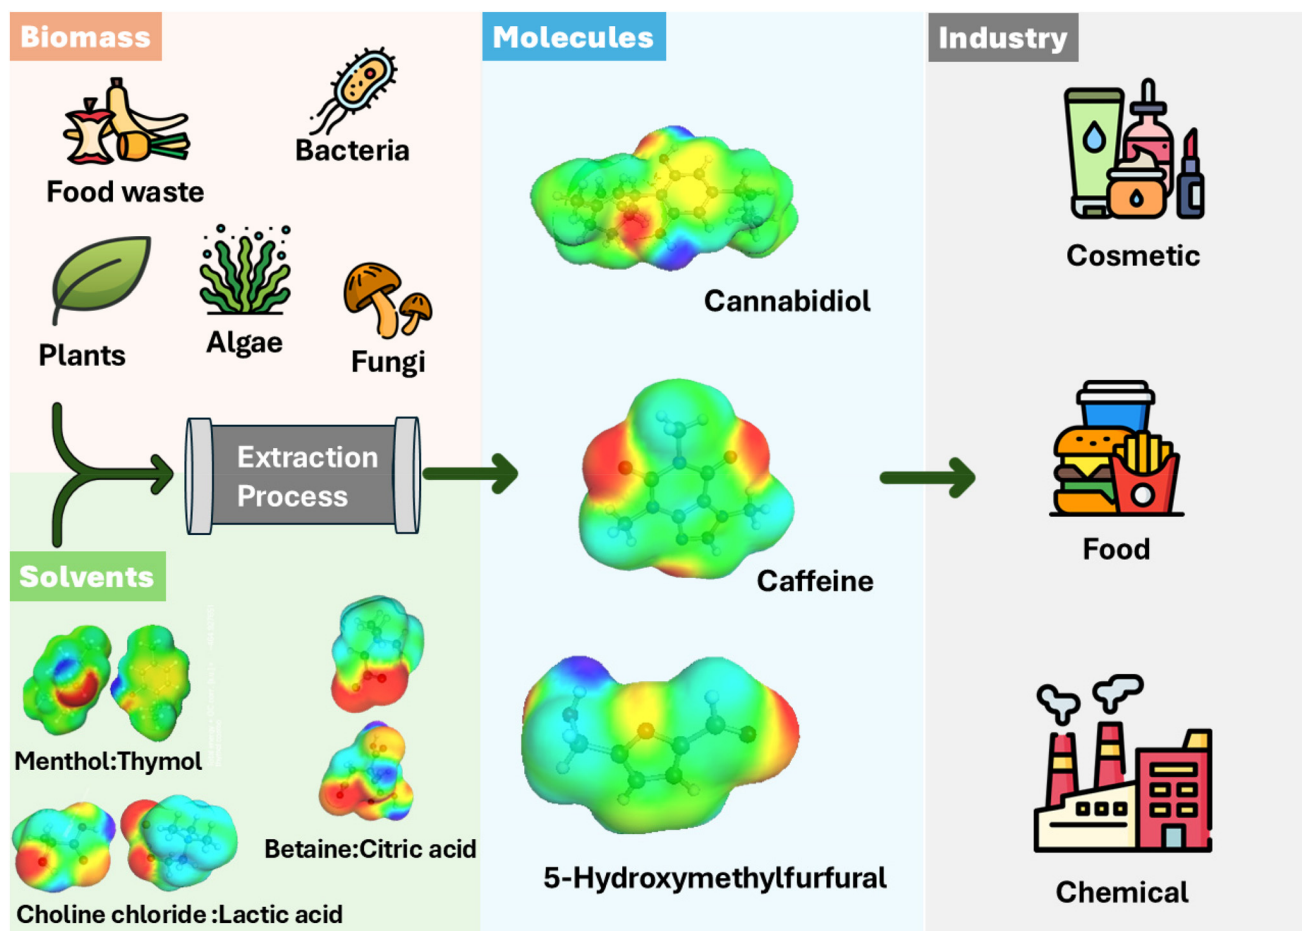 Biomass
Food waste
Bacteria
Plants
Algae
Fungi
Extraction
Process
Solvents
Menthol:Thymol
Betaine:Citric acid
Choline chloride :Lactic acid
Molecules
Cannabidiol
Caffeine
5-Hydroxymethylfurfural
Industry
Cosmetic
Food
Chemical